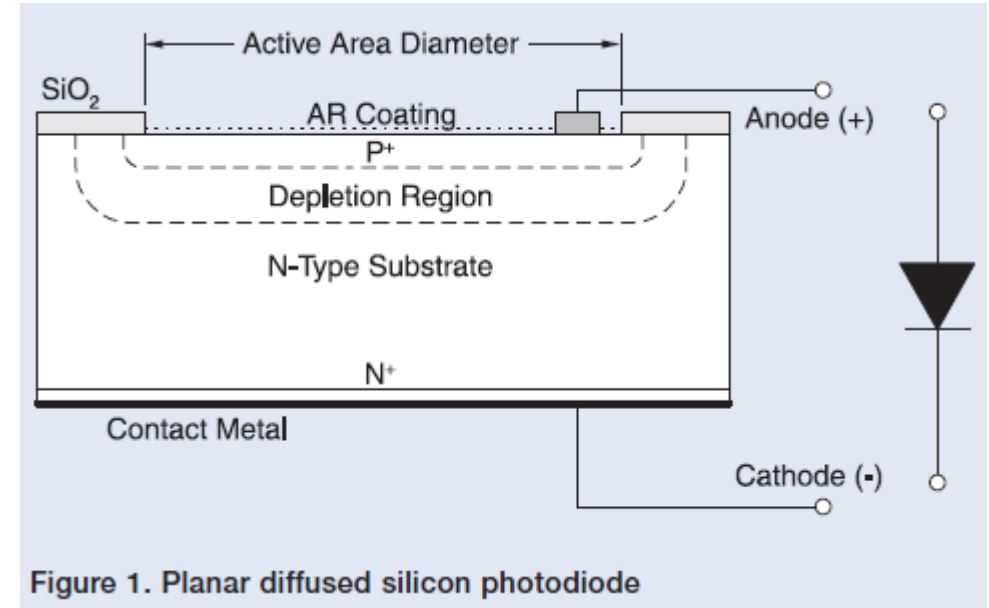 Active Area Diameter
SiO₂
AR Coating
Anode (+)
P⁺
Depletion Region
N-Type Substrate
N⁺
Contact Metal
Cathode (-)
Figure 1. Planar diffused silicon photodiode